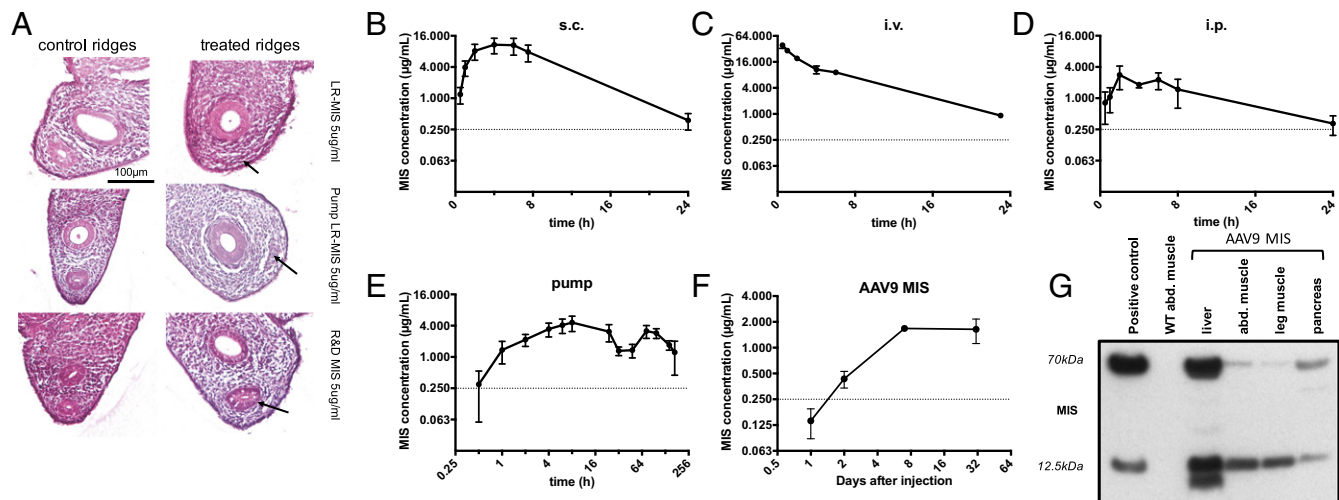 A
control ridges
treated ridges
LR-MIS 5ug/ml
100µm
Pump LR-MIS 5ug/ml
R&D MIS 5ug/ml
B
s.c.
MIS concentration (µg/mL)
16.000
4.000
1.000
0.250
0.063
0
8
16
24
time (h)
C
i.v.
MIS concentration (µg/mL)
64.000
16.000
4.000
1.000
0.250
0.063
0
8
16
24
time (h)
D
i.p.
MIS concentration (µg/mL)
16.000
4.000
1.000
0.250
0.063
0
8
16
24
time (h)
E
pump
MIS concentration (µg/mL)
16.000
4.000
1.000
0.250
0.063
0.25
1
4
16
64
256
time (h)
F
AAV9 MIS
MIS concentration (µg/mL)
4.000
2.000
1.000
0.500
0.250
0.125
0.063
0.5
1
2
4
8
16
32
64
Days after injection
G
AAV9 MIS
Positive control
WT abd. muscle
liver
abd. muscle
leg muscle
pancreas
70kDa
MIS
12.5kDa